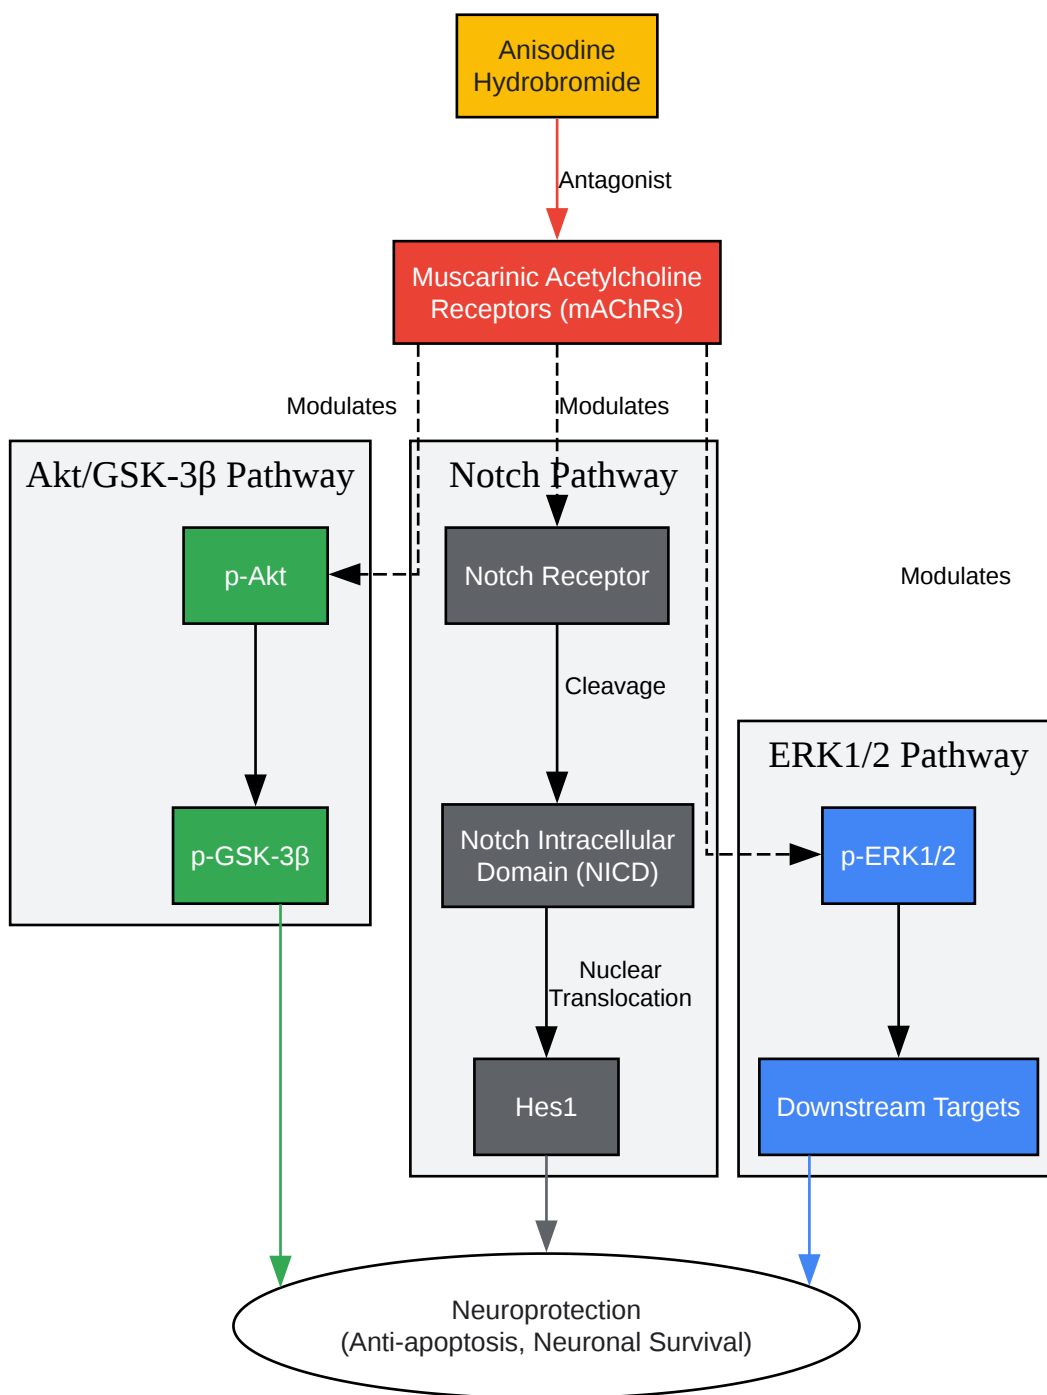 Anisodine
Hydrobromide
Antagonist
Muscarinic Acetylcholine
Receptors (mAChRs)
Modulates
Modulates
Modulates
Akt/GSK-3β Pathway
p-Akt
p-GSK-3β
Notch Pathway
Notch Receptor
Cleavage
Notch Intracellular
Domain (NICD)
Nuclear
Translocation
Hes1
ERK1/2 Pathway
p-ERK1/2
Downstream Targets
Neuroprotection
(Anti-apoptosis, Neuronal Survival)